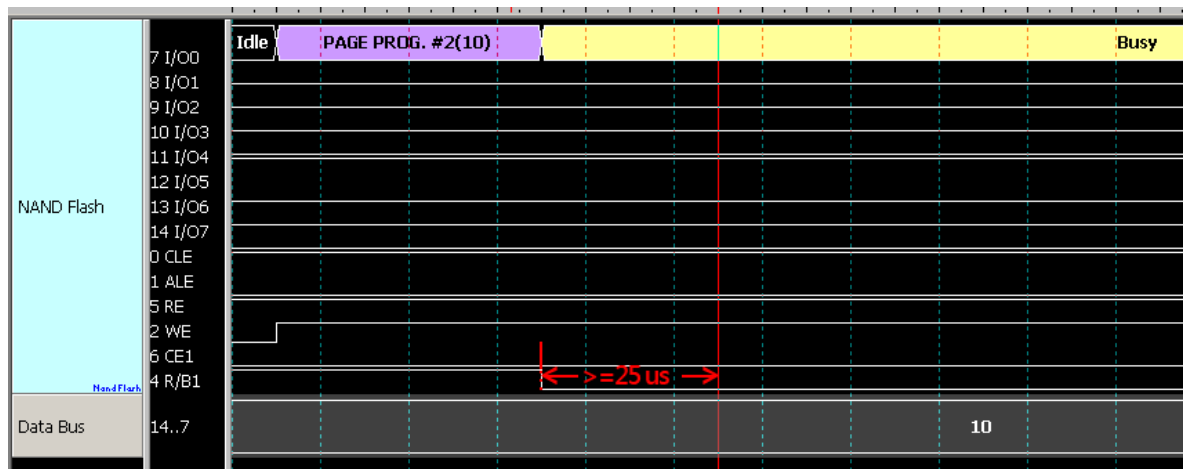 Idle PAGE PROG. #2(10) Busy
7 I/O0
8 I/O1
9 I/O2
10 I/O3
11 I/O4
12 I/O5
NAND Flash 13 I/O6
14 I/O7
0 CLE
1 ALE
5 RE
2 WE
6 CE1
>=25 us
Nand Flash 4 R/B1
Data Bus 14..7 10